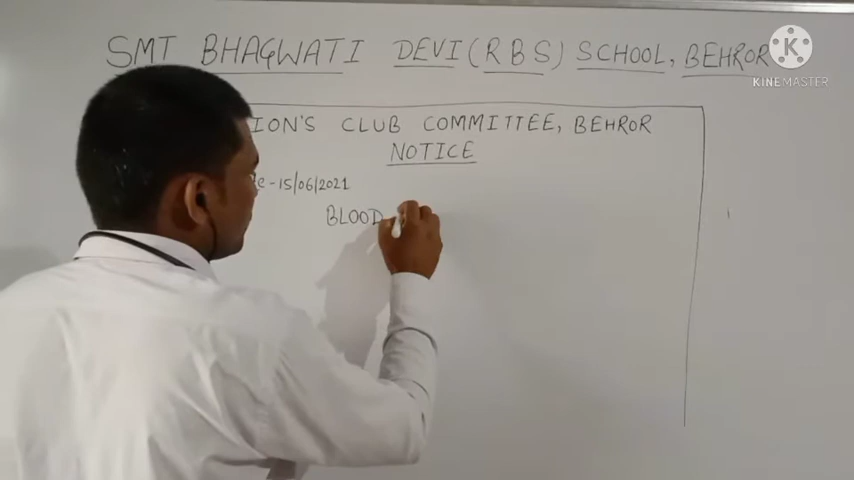 SMT BHAGWATI DEVI (RBS) SCHOOL, BEHROR
ION'S CLUB COMMITTEE, BEHROR
NOTICE
e - 15/06/2021
BLOOD
K
KINEMASTER